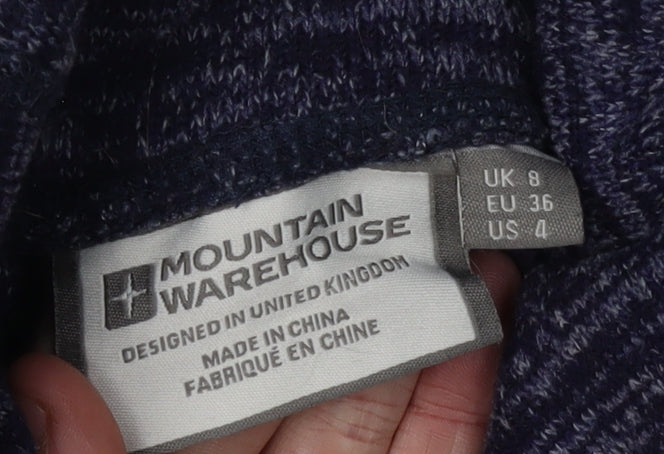 MOUNTAIN
WAREHOUSE
DESIGNED IN UNITED KINGDOM
MADE IN CHINA
FABRIQUÉ EN CHINE
UK 8
EU 36
US 4